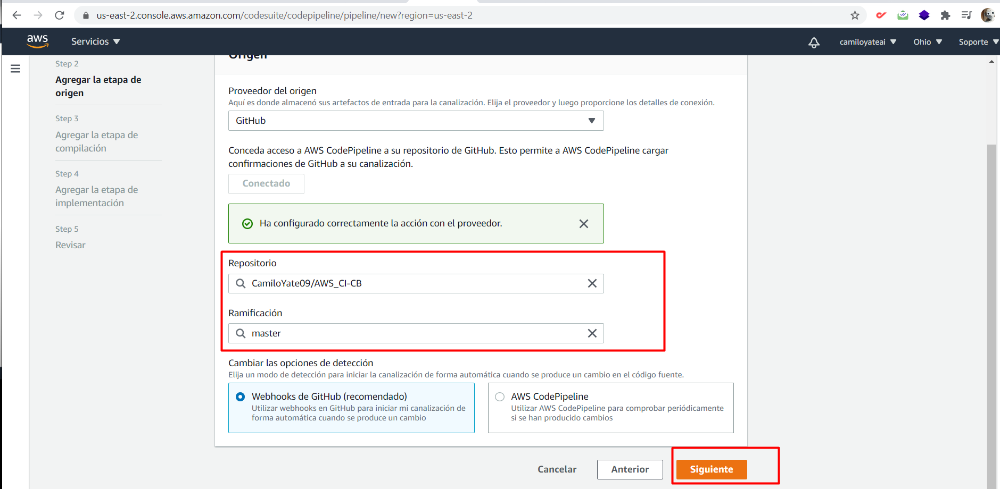 us-east-2.console.aws.amazon.com/codesuite/codepipeline/pipeline/new?region=us-east-2
aws
Servicios
camiloyateai
Ohio
Soporte
Step 2
Agregar la etapa de
origen
Step 3
Agregar la etapa de
compilación
Step 4
Agregar la etapa de
implementación
Step 5
Revisar
Origen
Proveedor del origen
Aquí es donde almacenó sus artefactos de entrada para la canalización. Elija el proveedor y luego proporcione los detalles de conexión.
GitHub
Conceda acceso a AWS CodePipeline a su repositorio de GitHub. Esto permite a AWS CodePipeline cargar
confirmaciones de GitHub a su canalización.
Conectado
Ha configurado correctamente la acción con el proveedor.
Repositorio
CamiloYate09/AWS_CI-CB
Ramificación
master
Cambiar las opciones de detección
Elija un modo de detección para iniciar la canalización de forma automática cuando se produce un cambio en el código fuente.
Webhooks de GitHub (recomendado)
Utilizar webhooks en GitHub para iniciar mi canalización de
forma automática cuando se produce un cambio
AWS CodePipeline
Utilizar AWS CodePipeline para comprobar periódicamente
si se han producido cambios
Cancelar
Anterior
Siguiente